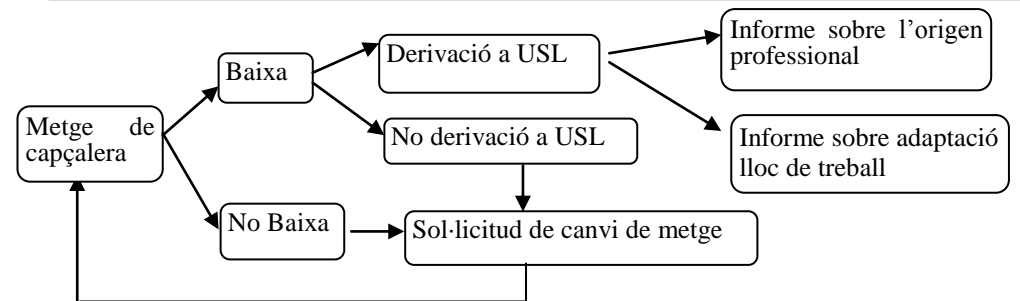 Metge de
capçalera
Baixa
No Baixa
Derivació a USL
No derivació a USL
Sol·licitud de canvi de metge
Informe sobre l’origen
professional
Informe sobre adaptació
lloc de treball